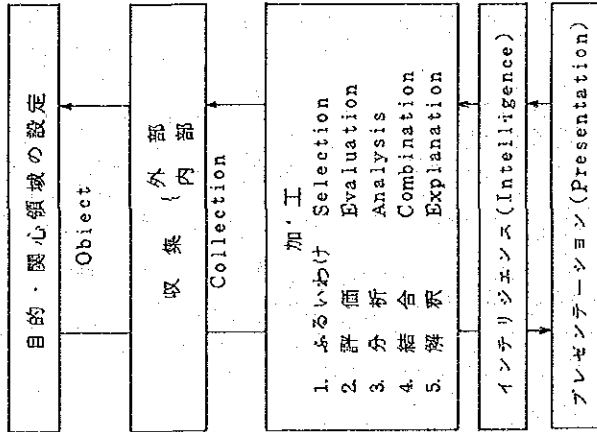 目的・関心領域の設定
Obiect
収集 { 外部
内部
Collection
加工
1. ふるいわけ Selection
2. 評価 Evaluation
3. 分析 Analysis
4. 結合 Combination
5. 解釈 Explanation
インテリジェンス(Intelligence)
プレゼンテーション(Presentation)